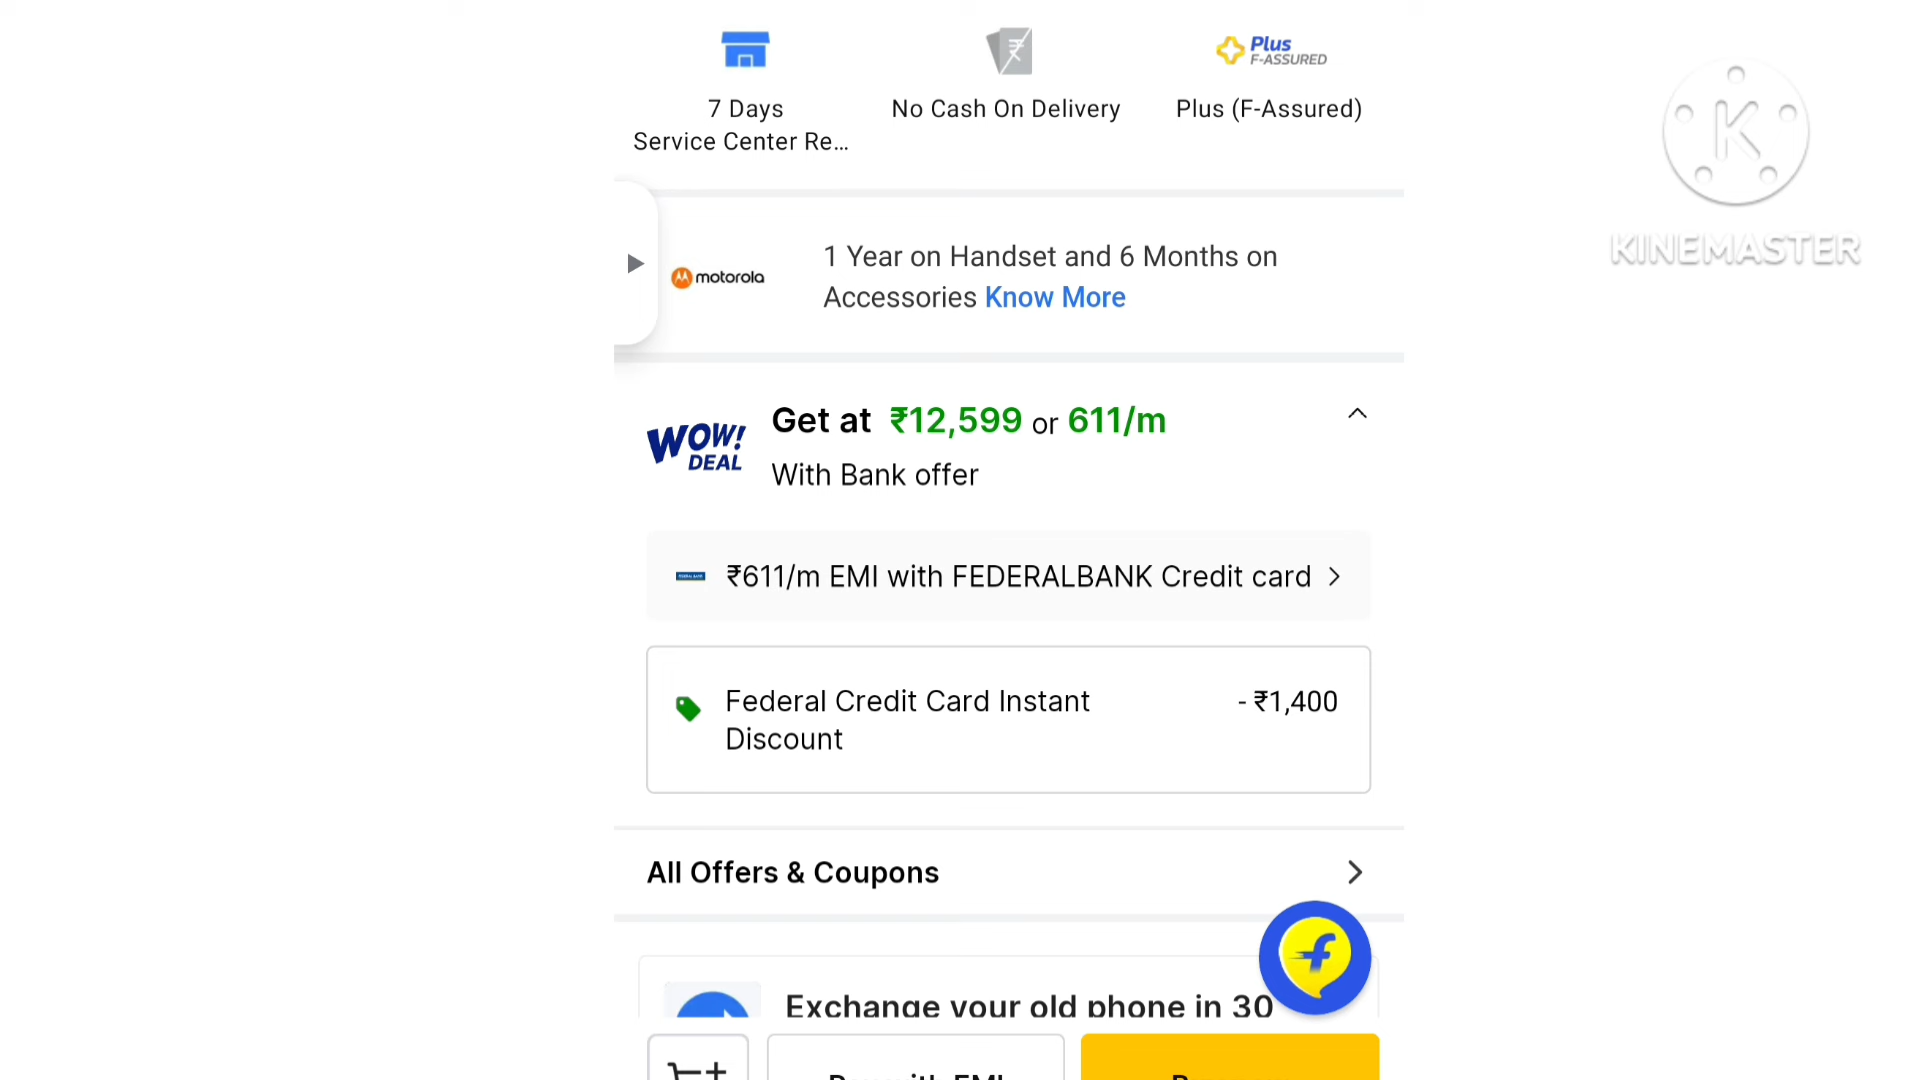 Plus
F-ASSURED
7 Days
Service Center Re...
No Cash On Delivery
Plus (F-Assured)
K
KINEMASTER
motorola
1 Year on Handset and 6 Months on
Accessories Know More
WOW!
DEAL
Get at ₹12,599 or 611/m
With Bank offer
FEDERAL BANK
₹611/m EMI with FEDERALBANK Credit card
Federal Credit Card Instant
Discount
- ₹1,400
All Offers & Coupons
f
Exchange your old phone in 30